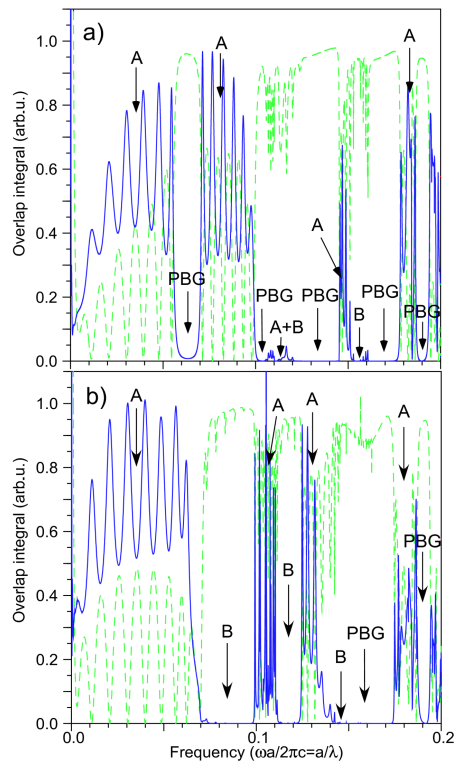 a)
Overlap integral (arb.u.)
1.0
0.8
0.6
0.4
0.2
0.0
A
A
A
PBG
A
PBG
A+B
PBG
B
PBG
PBG
b)
Overlap integral (arb.u.)
1.0
0.8
0.6
0.4
0.2
0.0
A
A
A
A
B
B
B
PBG
PBG
0.0
0.1
0.2
Frequency (ωa/2πc=a/λ)